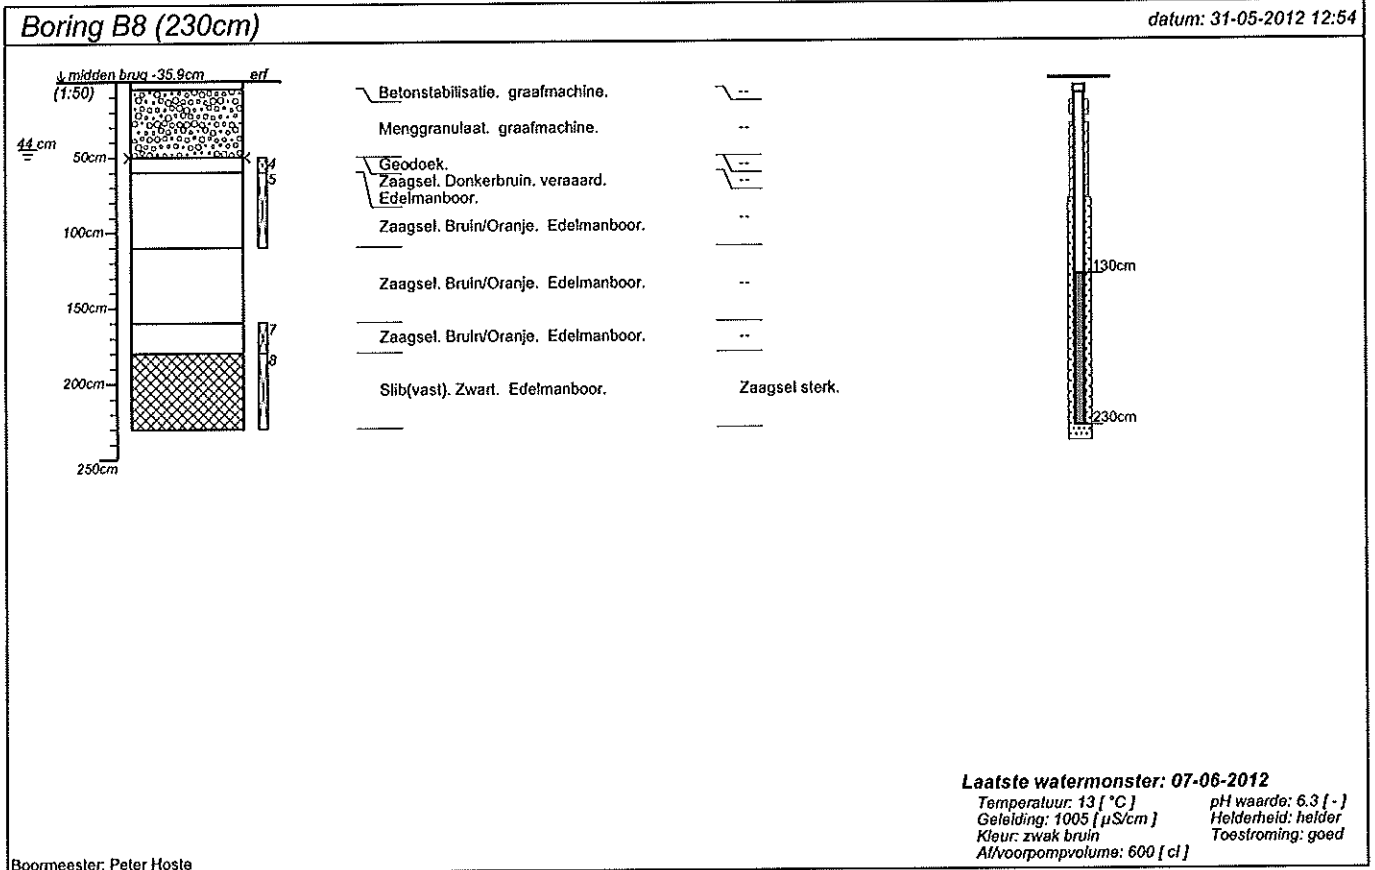 Boring B8 (230cm)
datum: 31-05-2012 12:54
↓ midden brug -35.9cm erf
(1:50)
44 cm
50cm
100cm
150cm
200cm
250cm
4
5
7
8
Betonstabilisatie. graafmachine.
Menggranulaat. graafmachine.
Geodoek.
Zaagsel. Donkerbruin. veraard.
Edelmanboor.
Zaagsel. Bruin/Oranje. Edelmanboor.
Zaagsel. Bruin/Oranje. Edelmanboor.
Zaagsel. Bruin/Oranje. Edelmanboor.
Slib(vast). Zwart. Edelmanboor.
--
--
--
--
--
--
--
Zaagsel sterk.
130cm
230cm
Laatste watermonster: 07-06-2012
Temperatuur: 13 [ °C ] pH waarde: 6.3 [ - ]
Geleiding: 1005 [ µS/cm ] Helderheid: helder
Kleur: zwak bruin Toestroming: goed
Af/voorpompvolume: 600 [ cl ]
Boormeester: Peter Hoste